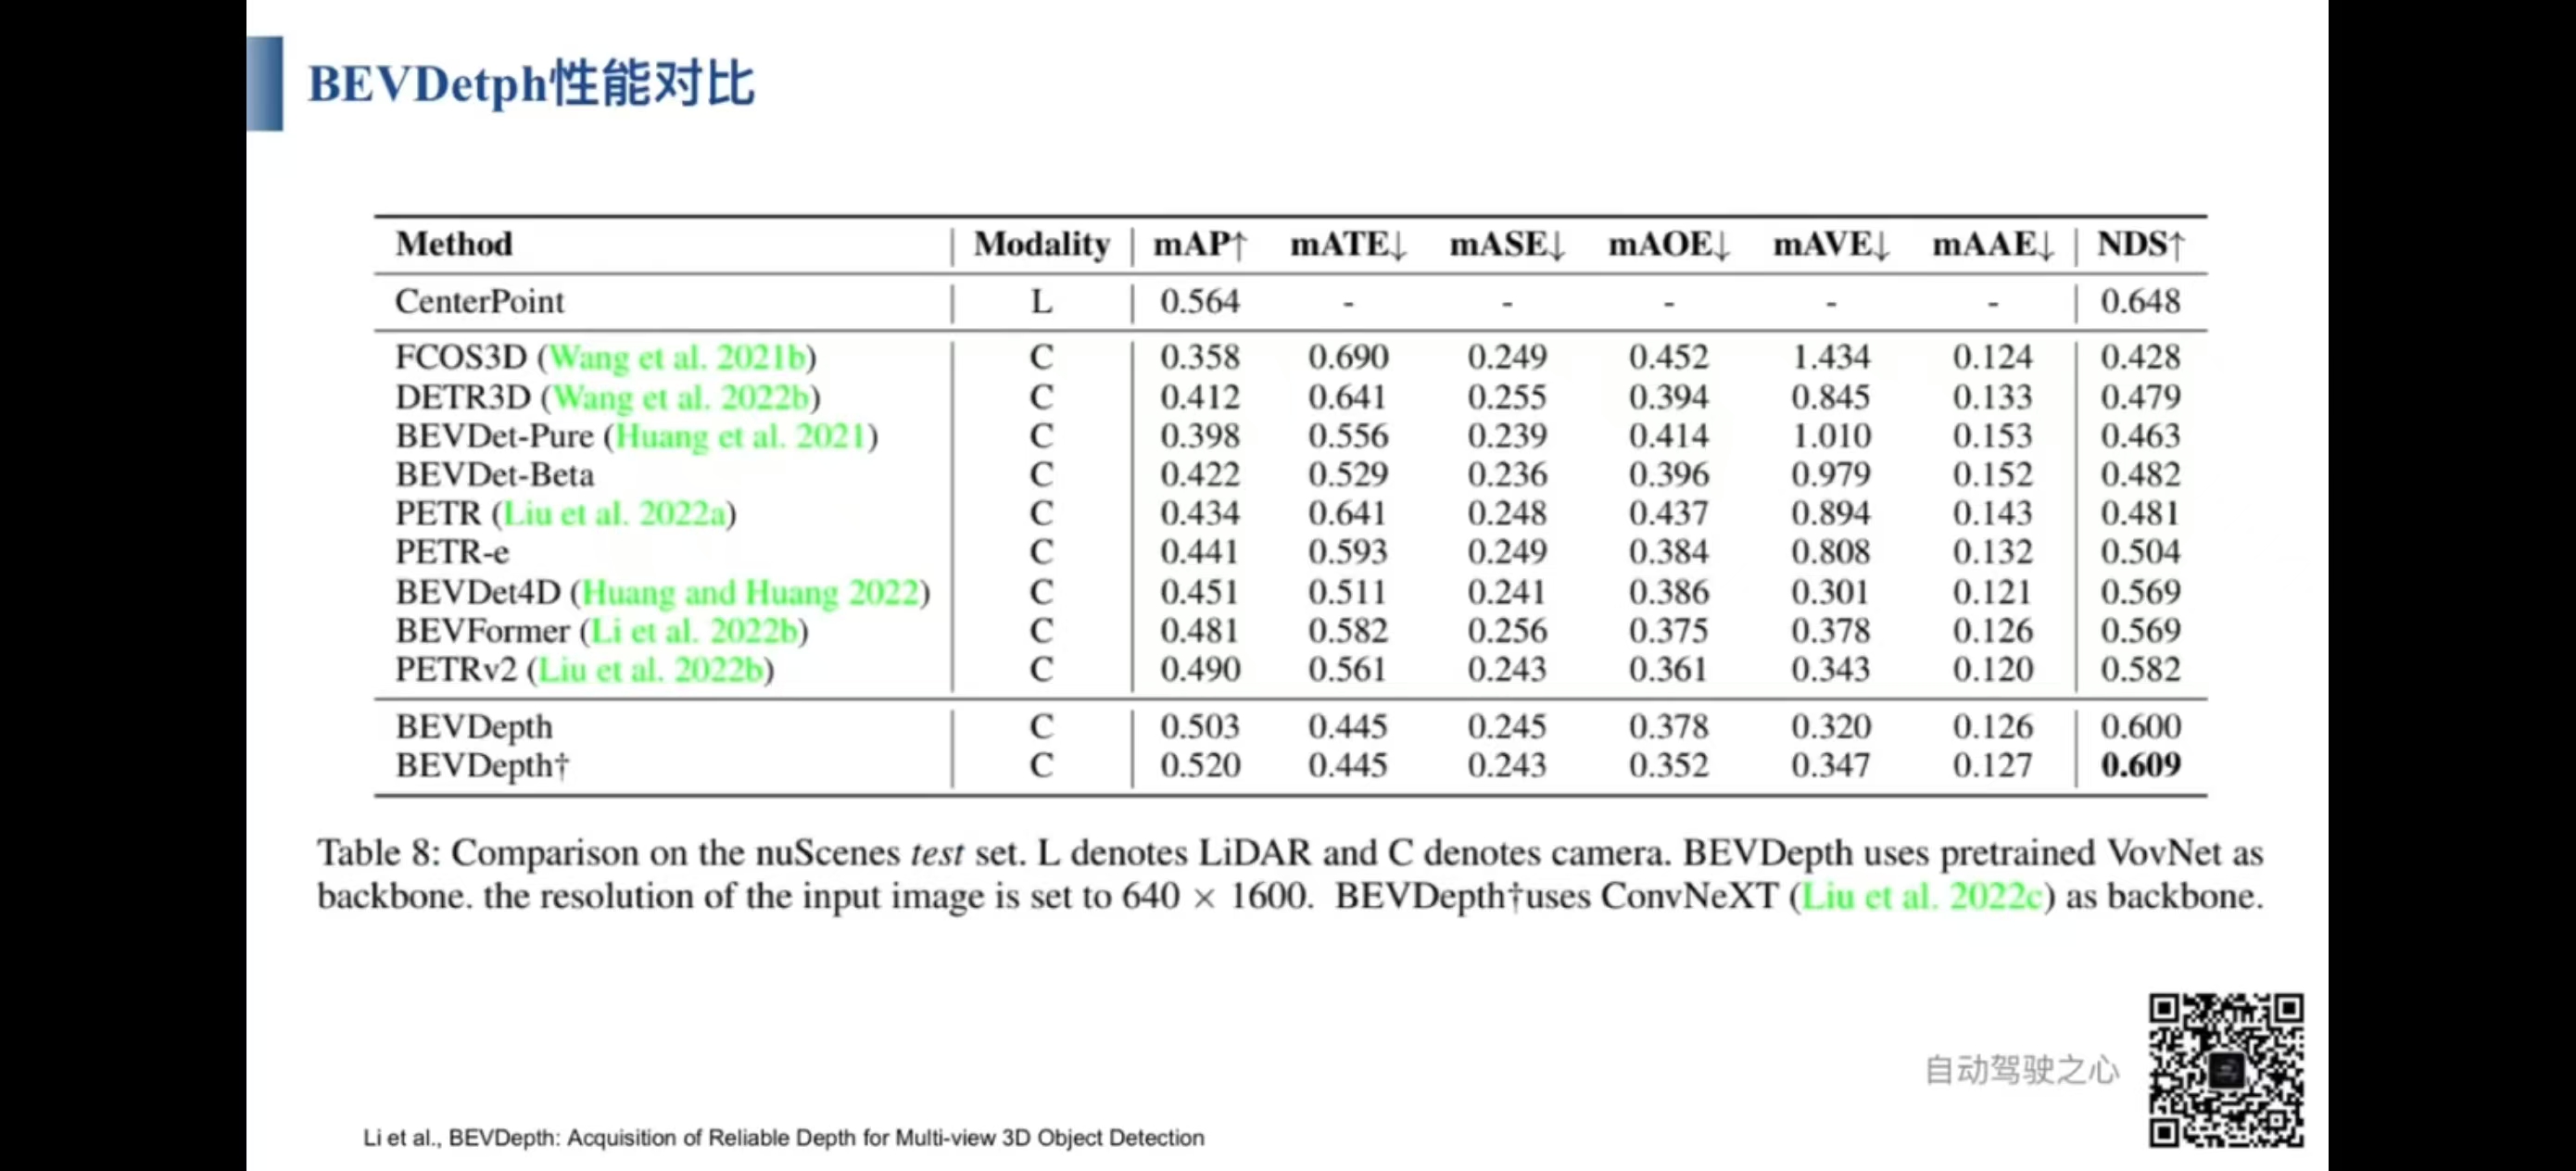 BEVDetph性能对比
Method Modality mAP↑ mATE↓ mASE↓ mAOE↓ mAVE↓ mAAE↓ NDS↑
CenterPoint L 0.564 - - - - - 0.648
FCOS3D (Wang et al. 2021b) C 0.358 0.690 0.249 0.452 1.434 0.124 0.428
DETR3D (Wang et al. 2022b) C 0.412 0.641 0.255 0.394 0.845 0.133 0.479
BEVDet-Pure (Huang et al. 2021) C 0.398 0.556 0.239 0.414 1.010 0.153 0.463
BEVDet-Beta C 0.422 0.529 0.236 0.396 0.979 0.152 0.482
PETR (Liu et al. 2022a) C 0.434 0.641 0.248 0.437 0.894 0.143 0.481
PETR-e C 0.441 0.593 0.249 0.384 0.808 0.132 0.504
BEVDet4D (Huang and Huang 2022) C 0.451 0.511 0.241 0.386 0.301 0.121 0.569
BEVFormer (Li et al. 2022b) C 0.481 0.582 0.256 0.375 0.378 0.126 0.569
PETRv2 (Liu et al. 2022b) C 0.490 0.561 0.243 0.361 0.343 0.120 0.582
BEVDepth C 0.503 0.445 0.245 0.378 0.320 0.126 0.600
BEVDepth† C 0.520 0.445 0.243 0.352 0.347 0.127 0.609
Table 8: Comparison on the nuScenes test set. L denotes LiDAR and C denotes camera. BEVDepth uses pretrained VovNet as
backbone. the resolution of the input image is set to 640 × 1600. BEVDepth†uses ConvNeXT (Liu et al. 2022c) as backbone.
自动驾驶之心
Li et al., BEVDepth: Acquisition of Reliable Depth for Multi-view 3D Object Detection